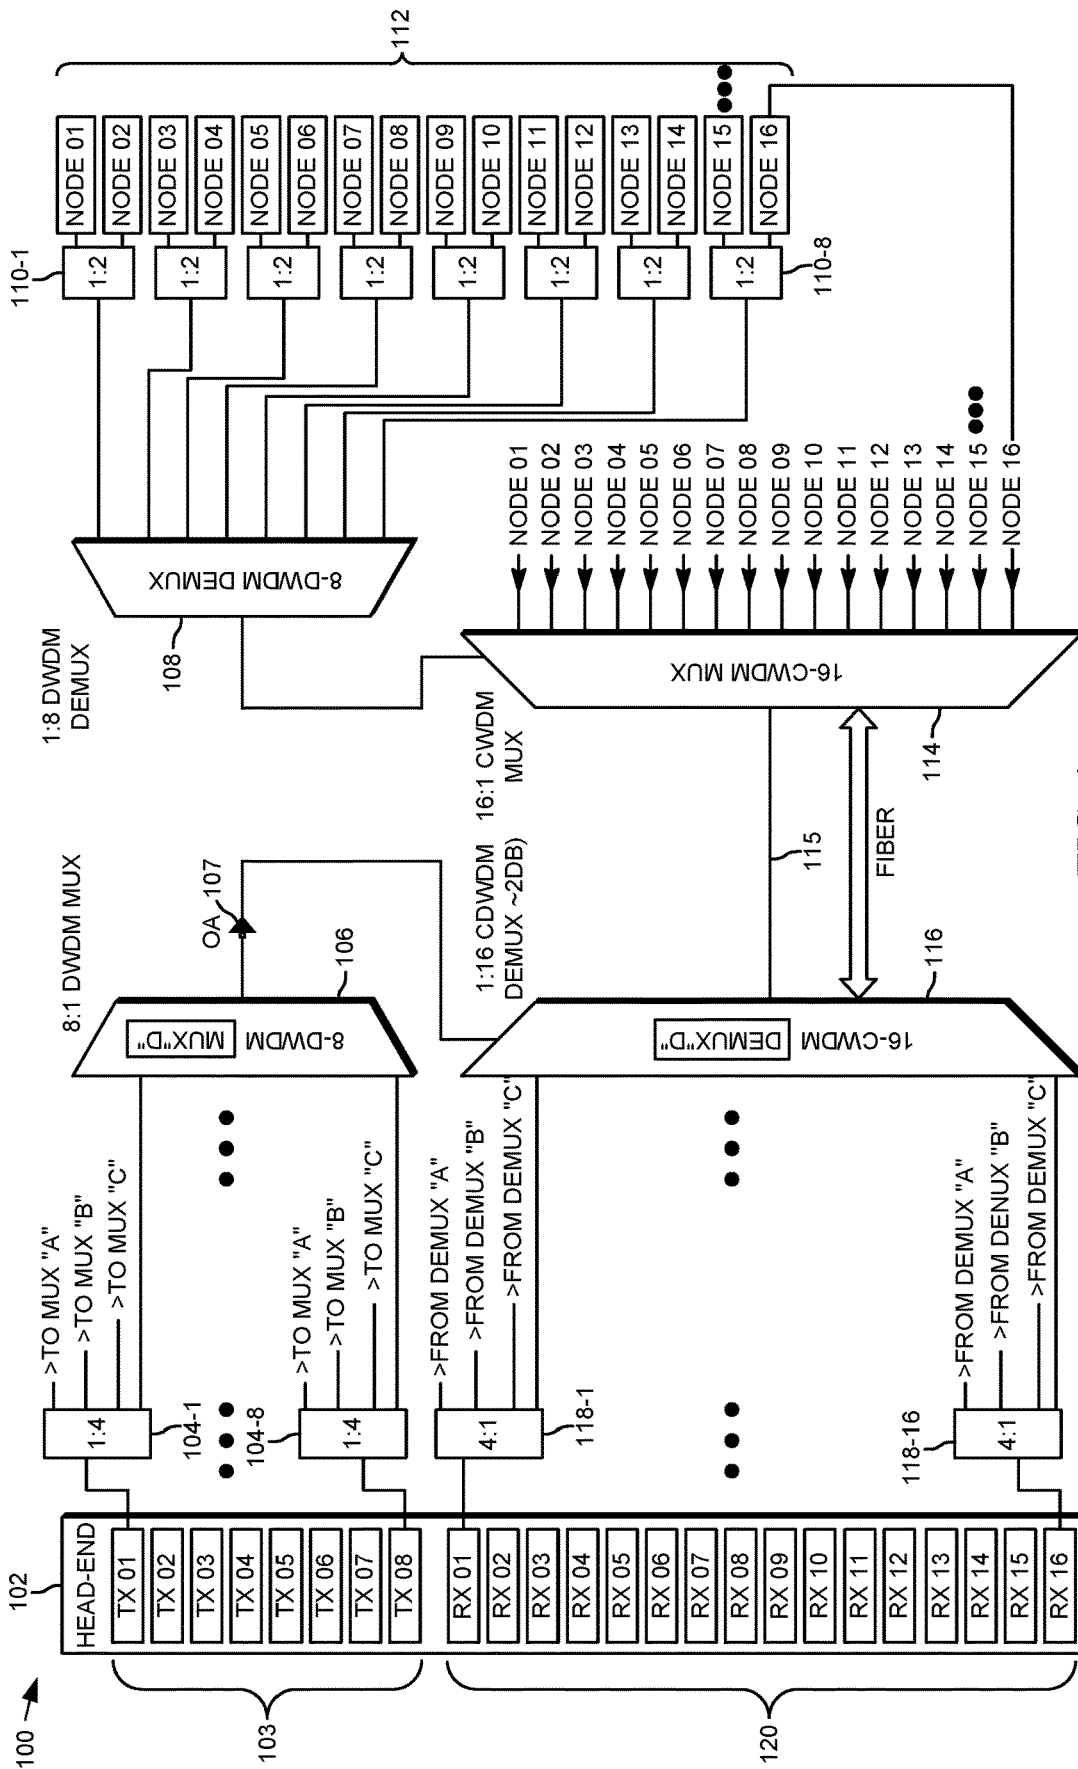 100
102
HEAD-END
TX 01
TX 02
TX 03
TX 04
TX 05
TX 06
TX 07
TX 08
103
RX 01
RX 02
RX 03
RX 04
RX 05
RX 06
RX 07
RX 08
RX 09
RX 10
RX 11
RX 12
RX 13
RX 14
RX 15
RX 16
120
1:4
104-1
>TO MUX "A"
>TO MUX "B"
>TO MUX "C"
1:4
104-8
>TO MUX "A"
>TO MUX "B"
>TO MUX "C"
4:1
118-1
>FROM DEMUX "A"
>FROM DEMUX "B"
>FROM DEMUX "C"
4:1
118-16
>FROM DEMUX "A"
>FROM DENUX "B"
>FROM DEMUX "C"
8:1 DWDM MUX
8-DWDM
MUX"D"
106
OA
107
1:16 CDWDM
DEMUX ~2DB)
16-CWDM
DEMUX"D"
116
115
FIBER
16:1 CWDM
MUX
16-CWDM MUX
114
1:8 DWDM
DEMUX
8-DWDM DEMUX
108
NODE 01
NODE 02
NODE 03
NODE 04
NODE 05
NODE 06
NODE 07
NODE 08
NODE 09
NODE 10
NODE 11
NODE 12
NODE 13
NODE 14
NODE 15
NODE 16
110-1
1:2
1:2
1:2
1:2
1:2
1:2
1:2
1:2
110-8
NODE 01
NODE 02
NODE 03
NODE 04
NODE 05
NODE 06
NODE 07
NODE 08
NODE 09
NODE 10
NODE 11
NODE 12
NODE 13
NODE 14
NODE 15
NODE 16
112